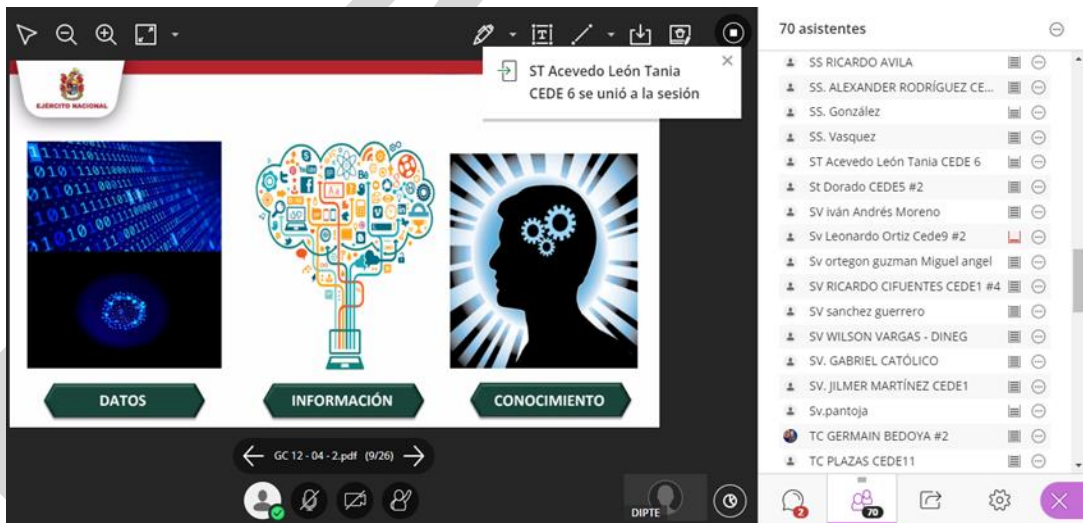 EJÉRCITO NACIONAL
ST Acevedo León Tania
CEDE 6 se unió a la sesión
DATOS
INFORMACIÓN
CONOCIMIENTO
GC 12 - 04 - 2.pdf (9/26)
DIPTE
70 asistentes
SS RICARDO AVILA
SS. ALEXANDER RODRÍGUEZ CE...
SS. González
SS. Vasquez
ST Acevedo León Tania CEDE 6
St Dorado CEDE5 #2
SV iván Andrés Moreno
Sv Leonardo Ortiz Cede9 #2
Sv ortegon guzman Miguel angel
SV RICARDO CIFUENTES CEDE1 #4
SV sanchez guerrero
SV WILSON VARGAS - DINEG
SV. GABRIEL CATÓLICO
SV. JILMER MARTÍNEZ CEDE1
Sv.pantoja
TC GERMAIN BEDOYA #2
TC PLAZAS CEDE11
2
70